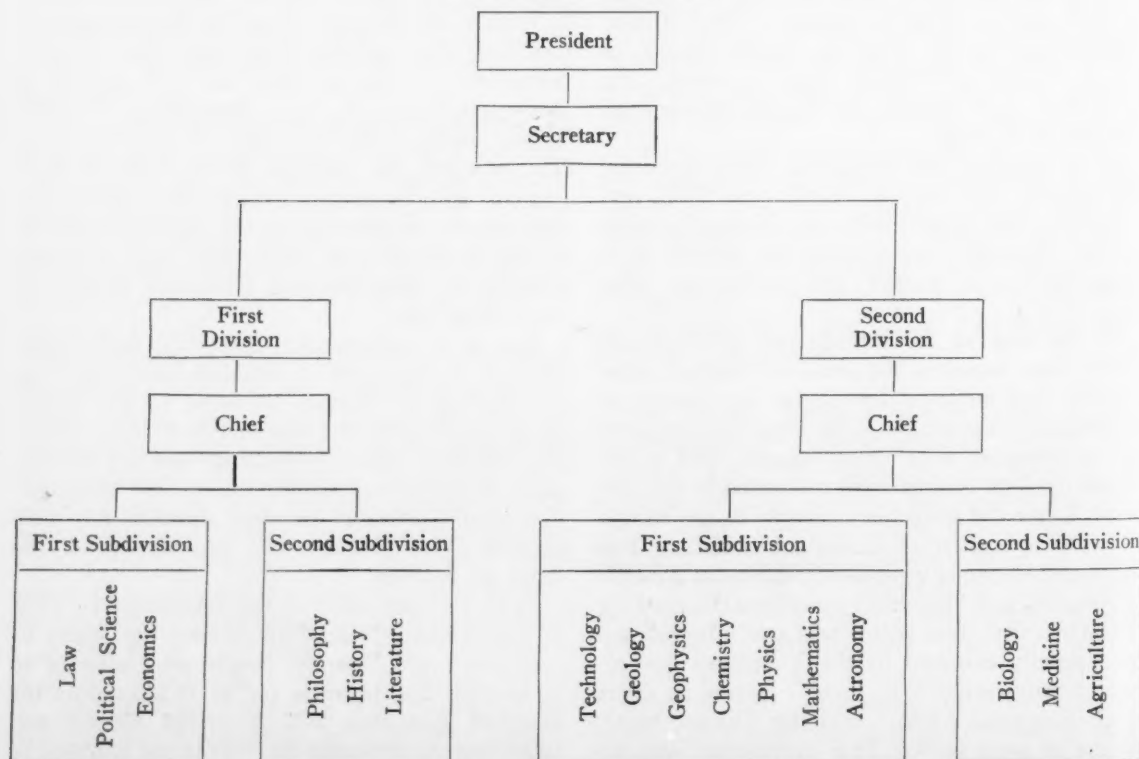 President
Secretary
First
Division
Second
Division
Chief
Chief
First Subdivision
Second Subdivision
First Subdivision
Second Subdivision
Law
Political Science
Economics
Philosophy
History
Literature
Technology
Geology
Geophysics
Chemistry
Physics
Mathematics
Astronomy
Biology
Medicine
Agriculture